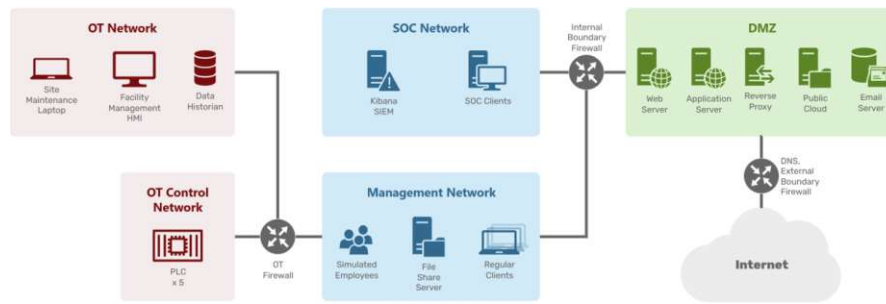 OT Network
Site
Maintenance
Laptop
Facility
Management
HMI
Data
Historian
OT Control
Network
PLC
x 5
OT
Firewall
SOC Network
Kibana
SIEM
SOC Clients
Management Network
Simulated
Employees
File
Share
Server
Regular
Clients
Internal
Boundary
Firewall
DMZ
Web
Server
Application
Server
Reverse
Proxy
Public
Cloud
Email
Server
DNS,
External
Boundary
Firewall
Internet